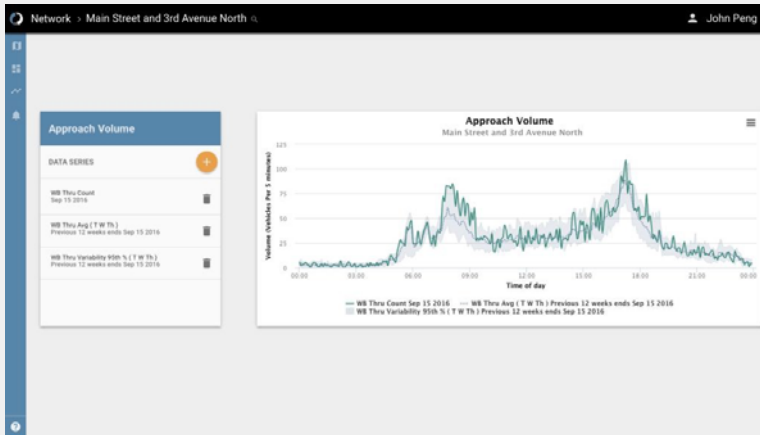 Network > Main Street and 3rd Avenue North
John Peng
Approach Volume
DATA SERIES
WB Thru Count
Sep 15 2016
WB Thru Avg ( T W Th )
Previous 12 weeks ends Sep 15 2016
WB Thru Variability 95th % ( T W Th )
Previous 12 weeks ends Sep 15 2016
Approach Volume
Main Street and 3rd Avenue North
Volume (Vehicles Per 5 minutes)
125
100
75
50
25
0
00:00 03:00 06:00 09:00 12:00 15:00 18:00 21:00 00:00
Time of day
WB Thru Count Sep 15 2016 WB Thru Avg ( T W Th ) Previous 12 weeks ends Sep 15 2016
WB Thru Variability 95th % ( T W Th ) Previous 12 weeks ends Sep 15 2016